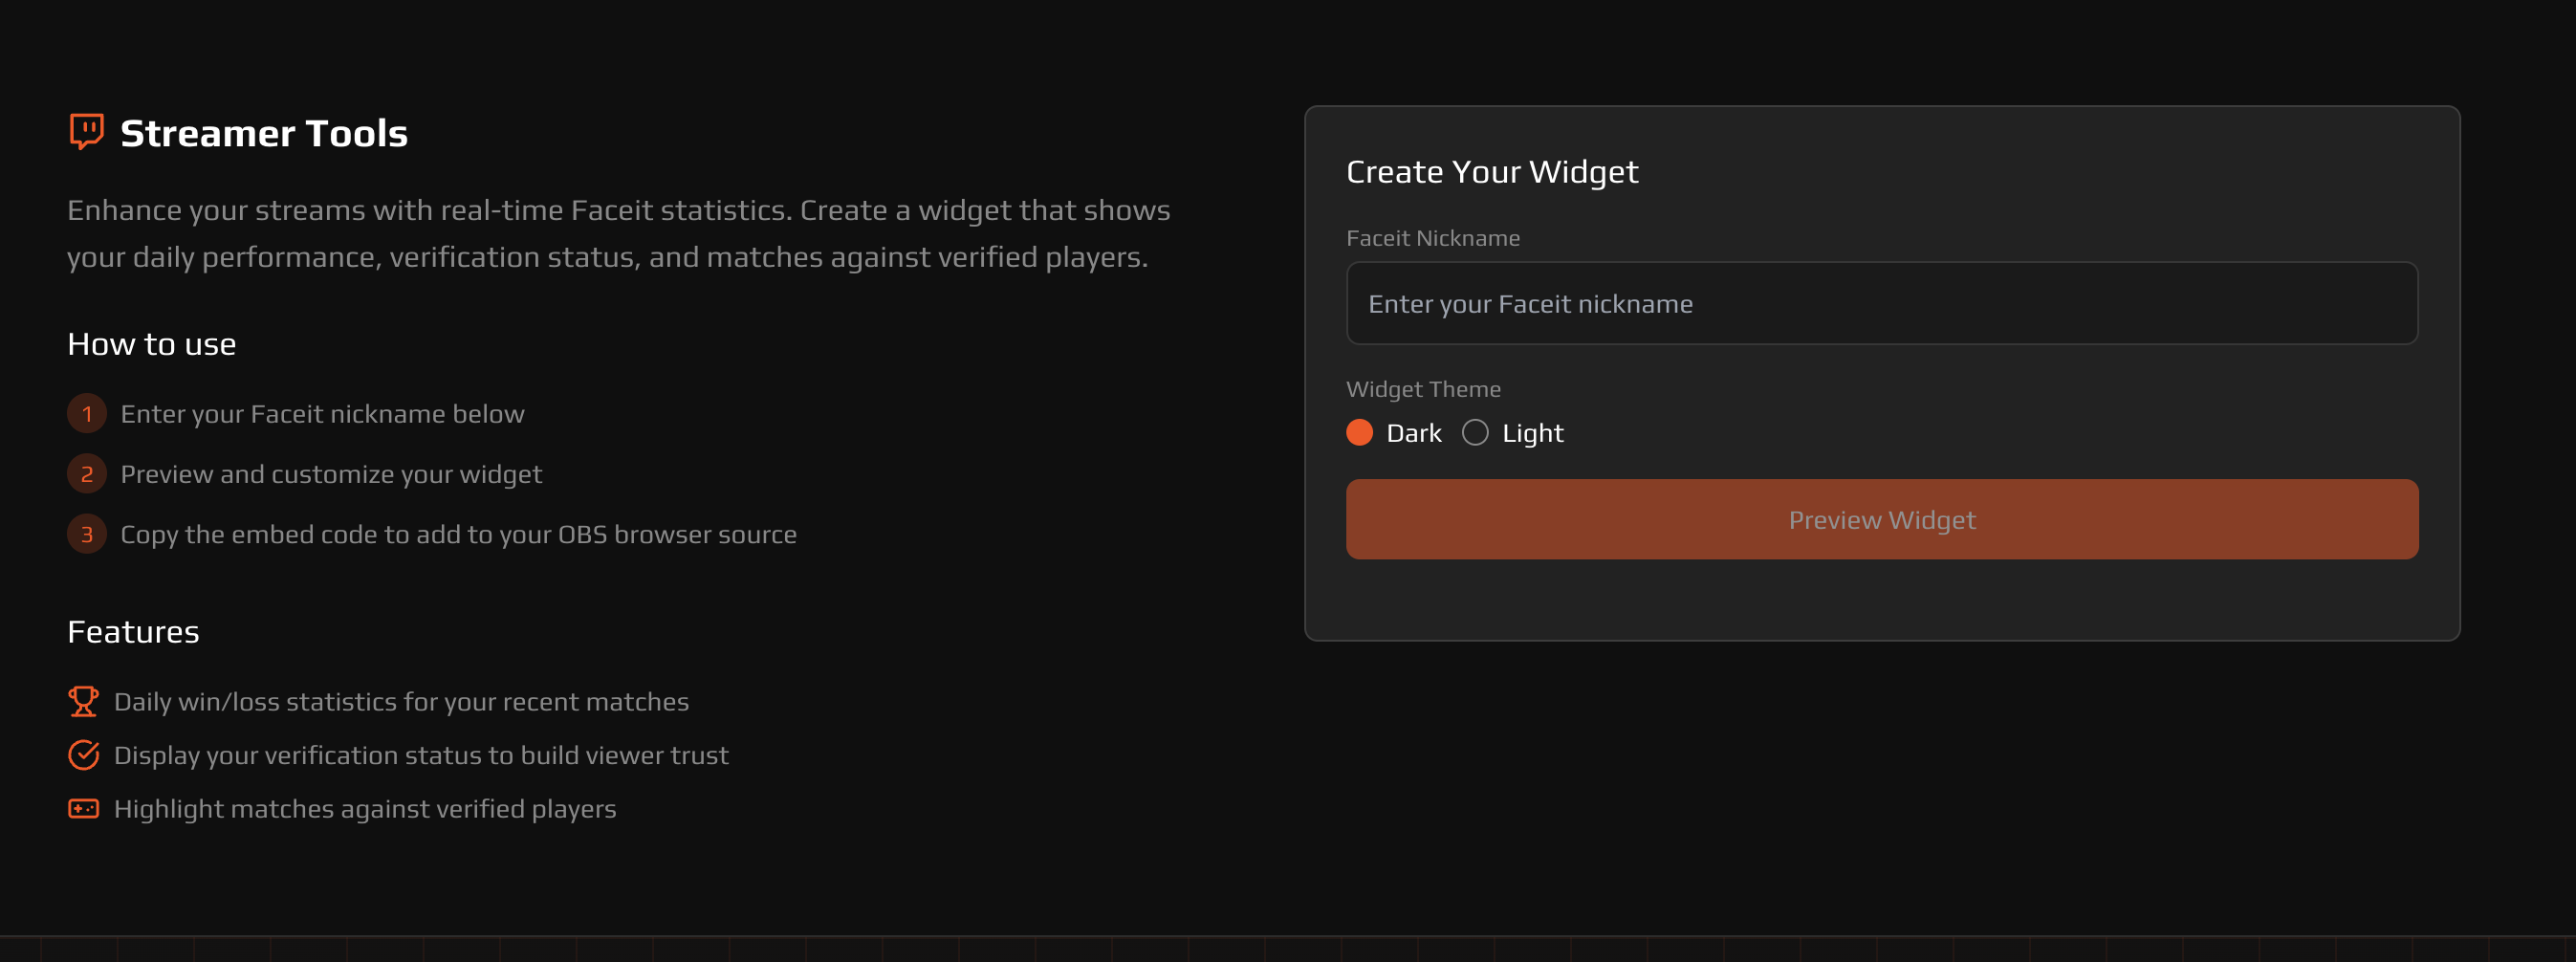 Streamer Tools
Enhance your streams with real-time Faceit statistics. Create a widget that shows
your daily performance, verification status, and matches against verified players.
How to use
1 Enter your Faceit nickname below
2 Preview and customize your widget
3 Copy the embed code to add to your OBS browser source
Features
Daily win/loss statistics for your recent matches
Display your verification status to build viewer trust
Highlight matches against verified players
Create Your Widget
Faceit Nickname
Enter your Faceit nickname
Widget Theme
Dark Light
Preview Widget